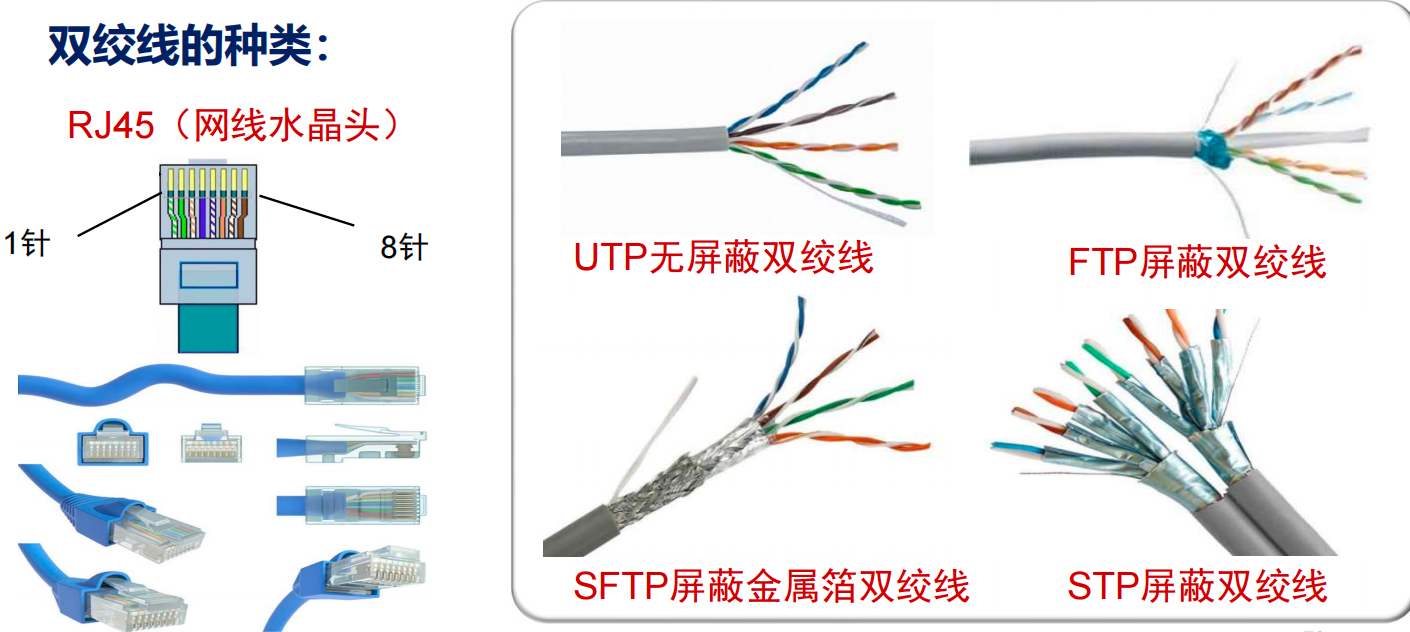 双绞线的种类：
RJ45（网线水晶头）
1针
8针
UTP无屏蔽双绞线
FTP屏蔽双绞线
SFTP屏蔽金属箔双绞线
STP屏蔽双绞线